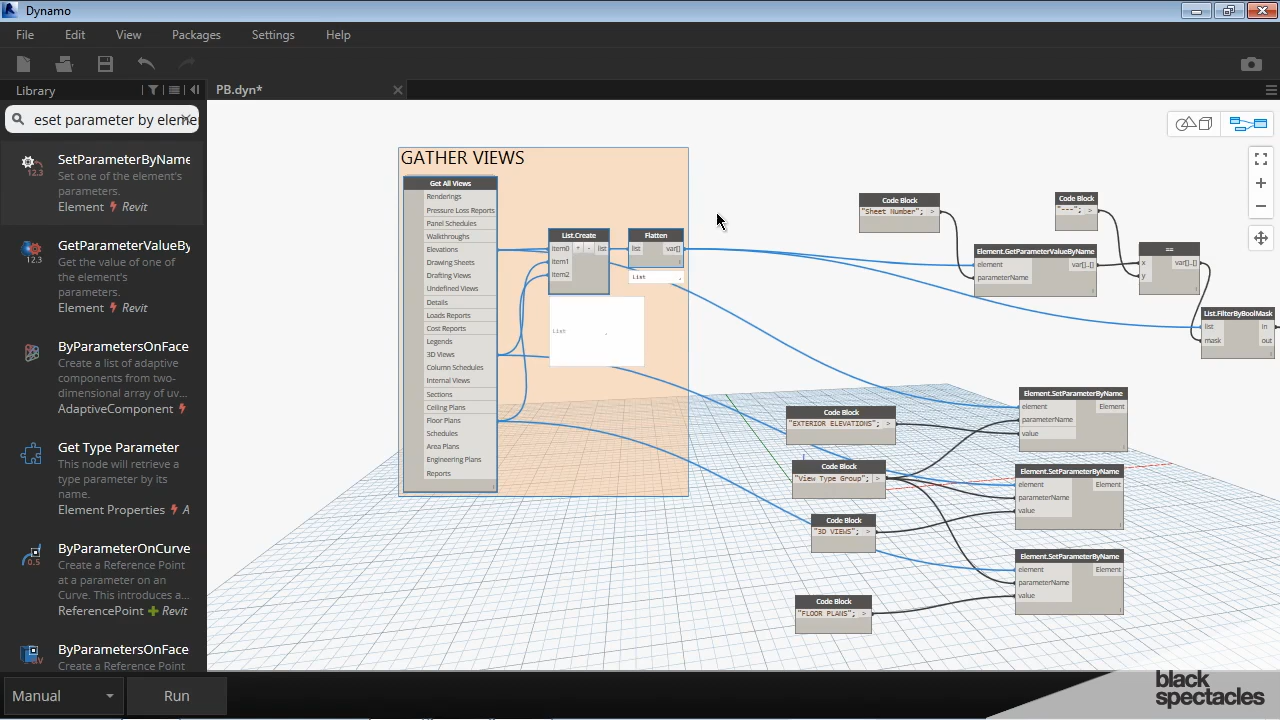 Dynamo
File Edit View Packages Settings Help
Library
PB.dyn*
eset parameter by eleme
SetParameterByName
Set one of the element's
parameters.
Element Revit
GetParameterValueBy
Get the value of one of
the element's
parameters.
Element Revit
ByParametersOnFace
Create a list of adaptive
components from two-
dimensional array of uv...
AdaptiveComponent
Get Type Parameter
This node will retrieve a
type parameter by its
name.
Element Properties A
ByParameterOnCurve
Create a Reference Point
at a parameter on an
Curve. This introduces a...
ReferencePoint Revit
ByParametersOnFace
Create a Reference Point
Manual
Run
GATHER VIEWS
Get All Views
Renderings
Pressure Loss Reports
Panel Schedules
Walkthroughs
Elevations
Drawing Sheets
Drafting Views
Undefined Views
Details
Loads Reports
Cost Reports
Legends
3D Views
Column Schedules
Internal Views
Sections
Ceiling Plans
Floor Plans
Schedules
Area Plans
Engineering Plans
Reports
List.Create
item0 + - list
item1
item2
List
Flatten
list var[]
List
Code Block
"Sheet Number"; >
Code Block
"---"; >
Element.GetParameterValueByName
element var[]..[]
parameterName
==
x var[]..[]
y
List.FilterByBoolMask
list in
mask out
Code Block
"EXTERIOR ELEVATIONS"; >
Code Block
"View Type Group"; >
Code Block
"3D VIEWS"; >
Code Block
"FLOOR PLANS"; >
Element.SetParameterByName
element Element
parameterName
value
Element.SetParameterByName
element Element
parameterName
value
Element.SetParameterByName
element Element
parameterName
value
black
spectacles